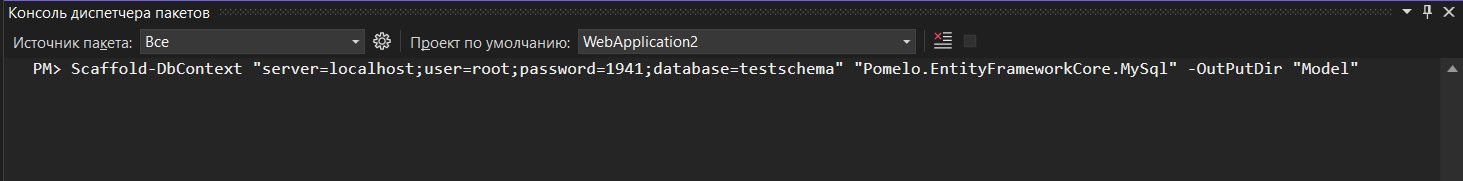 Консоль диспетчера пакетов
Источник пакета: Все Проект по умолчанию: WebApplication2
PM> Scaffold-DbContext "server=localhost;user=root;password=1941;database=testschema" "Pomelo.EntityFrameworkCore.MySql" -OutPutDir "Model"